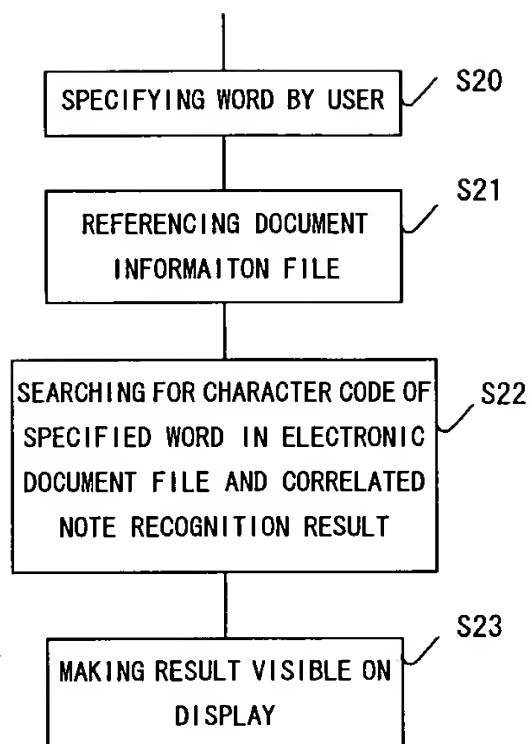 SPECIFYING WORD BY USER
S20
REFERENCING DOCUMENT
INFORMAITON FILE
S21
SEARCHING FOR CHARACTER CODE OF
SPECIFIED WORD IN ELECTRONIC
DOCUMENT FILE AND CORRELATED
NOTE RECOGNITION RESULT
S22
MAKING RESULT VISIBLE ON
DISPLAY
S23